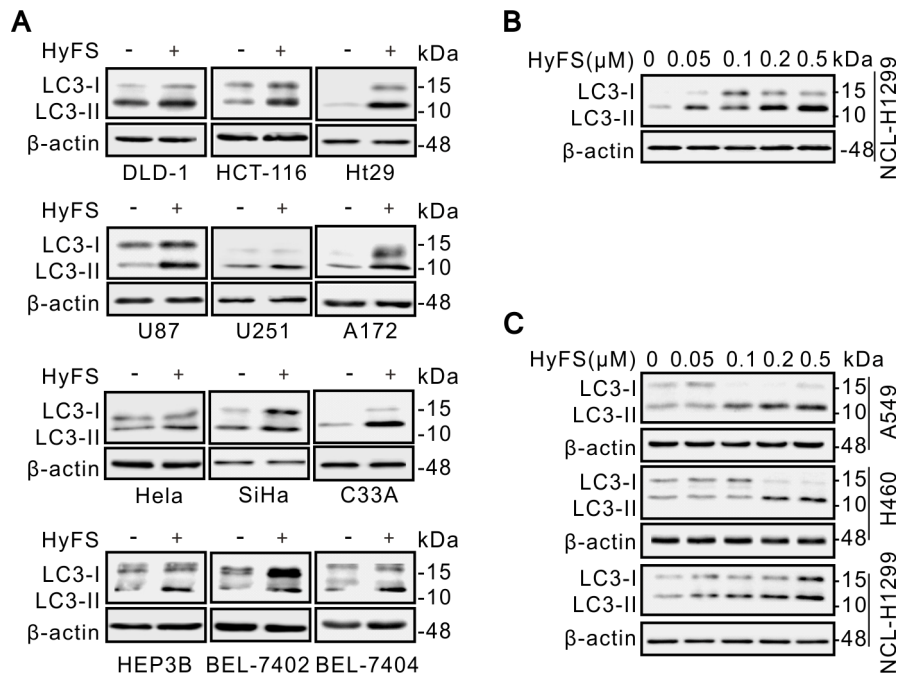 A
HyFS - + - + - + kDa
LC3-I
LC3-II
-15
-10
β-actin
-48
DLD-1 HCT-116 Ht29
HyFS - + - + - + kDa
LC3-I
LC3-II
-15
-10
β-actin
-48
U87 U251 A172
HyFS - + - + - + kDa
LC3-I
LC3-II
-15
-10
β-actin
-48
Hela SiHa C33A
HyFS - + - + - + kDa
LC3-I
LC3-II
-15
-10
β-actin
-48
HEP3B BEL-7402 BEL-7404
B
HyFS(μM) 0 0.05 0.1 0.2 0.5 kDa
LC3-I
LC3-II
-15
-10
β-actin
-48
NCL-H1299
C
HyFS(μM) 0 0.05 0.1 0.2 0.5 kDa
LC3-I
LC3-II
-15
-10
β-actin
-48
A549
LC3-I
LC3-II
-15
-10
β-actin
-48
H460
LC3-I
LC3-II
-15
-10
β-actin
-48
NCL-H1299